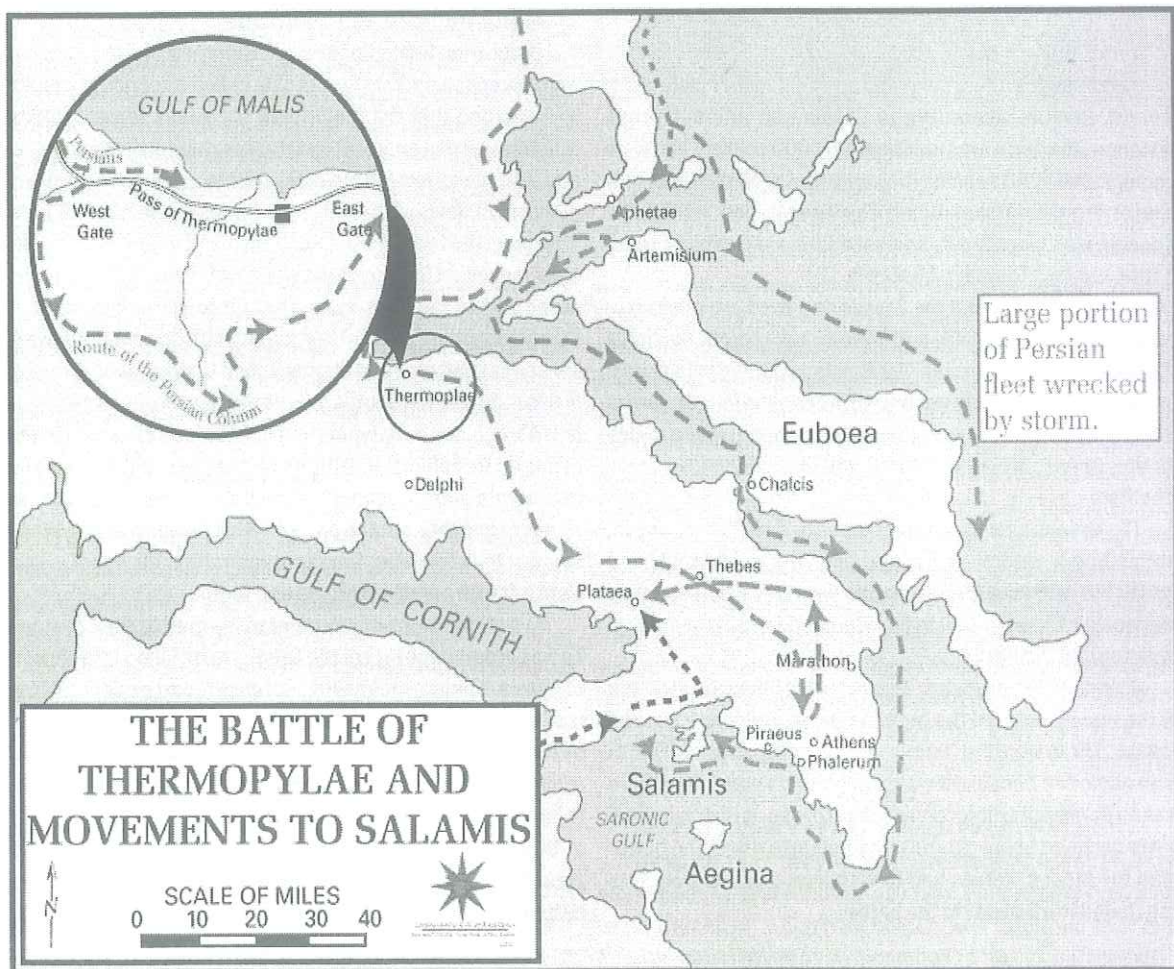 GULF OF MALIS
Persians
Pass of Thermopylae
West
Gate
East
Gate
Route of the Persian Column
Aphetae
Artemisium
Large portion
of Persian
fleet wrecked
by storm.
Thermoplae
Euboea
Delphi
Chalcis
GULF OF CORNITH
Thebes
Plataea
Marathon
Piraeus
Athens
Phalerum
Salamis
SARONIC
GULF
Aegina
THE BATTLE OF
THERMOPYLAE AND
MOVEMENTS TO SALAMIS
N
SCALE OF MILES
0 10 20 30 40